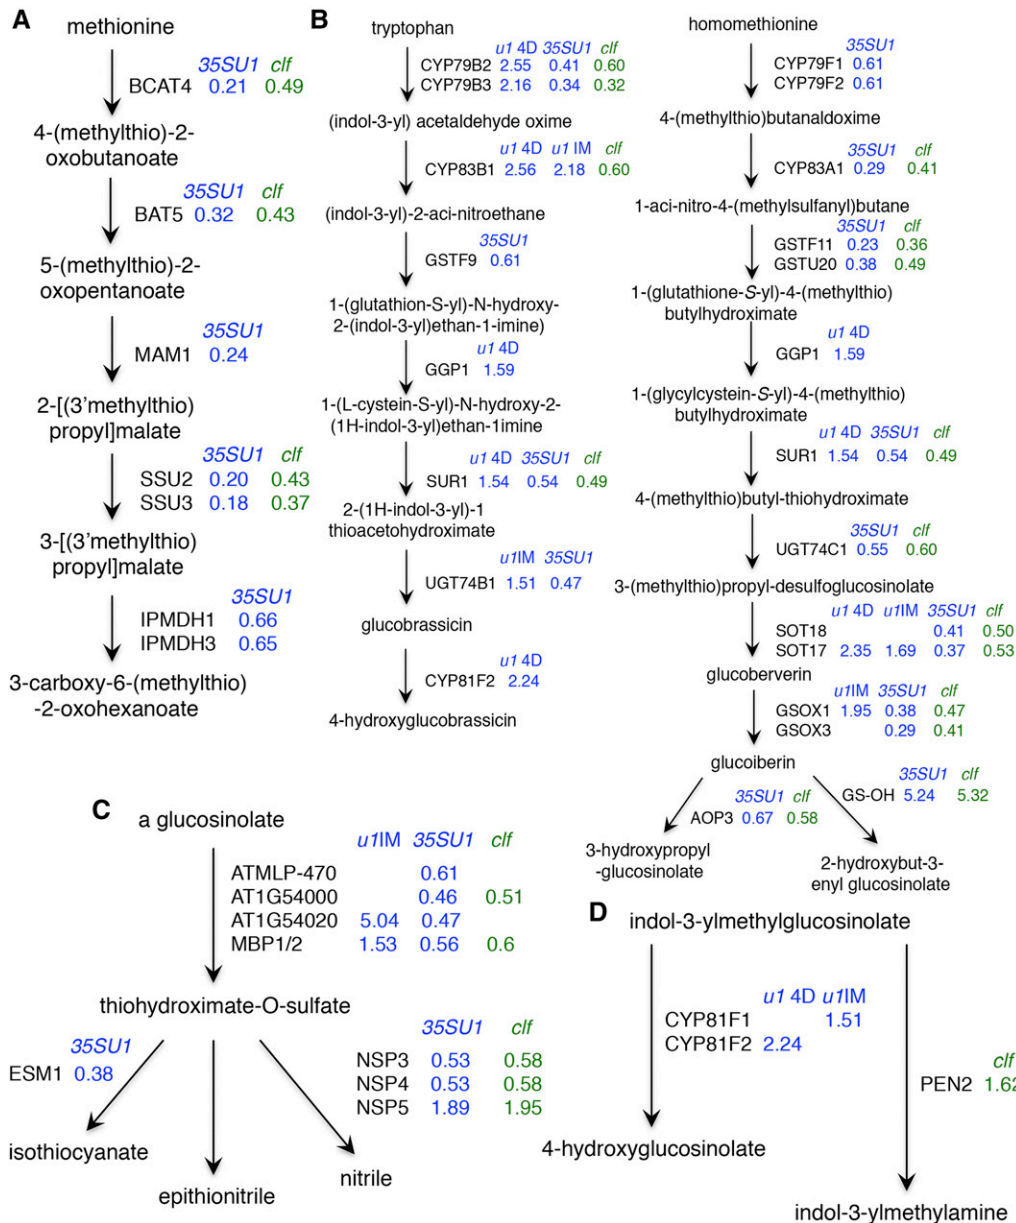 A
methionine
35SU1 clf
BCAT4 0.21 0.49
4-(methylthio)-2-
oxobutanoate
35SU1 clf
BAT5 0.32 0.43
5-(methylthio)-2-
oxopentanoate
35SU1
MAM1 0.24
2-[(3'methylthio)
propyl]malate
35SU1 clf
SSU2 0.20 0.43
SSU3 0.18 0.37
3-[(3'methylthio)
propyl]malate
35SU1
IPMDH1 0.66
IPMDH3 0.65
3-carboxy-6-(methylthio)
-2-oxohexanoate
B
tryptophan
u1 4D 35SU1 clf
CYP79B2 2.55 0.41 0.60
CYP79B3 2.16 0.34 0.32
(indol-3-yl) acetaldehyde oxime
u1 4D u1 IM clf
CYP83B1 2.56 2.18 0.60
(indol-3-yl)-2-aci-nitroethane
35SU1
GSTF9 0.61
1-(glutathion-S-yl)-N-hydroxy-
2-(indol-3-yl)ethan-1-imine)
u1 4D
GGP1 1.59
1-(L-cystein-S-yl)-N-hydroxy-2-
(1H-indol-3-yl)ethan-1imine
u1 4D 35SU1 clf
SUR1 1.54 0.54 0.49
2-(1H-indol-3-yl)-1
thioacetohydroximate
u1IM 35SU1
UGT74B1 1.51 0.47
glucobrassicin
u1 4D
CYP81F2 2.24
4-hydroxyglucobrassicin
homomethionine
35SU1
CYP79F1 0.61
CYP79F2 0.61
4-(methylthio)butanaldoxime
35SU1 clf
CYP83A1 0.29 0.41
1-aci-nitro-4-(methylsulfanyl)butane
35SU1 clf
GSTF11 0.23 0.36
GSTU20 0.38 0.49
1-(glutathione-S-yl)-4-(methylthio)
butylhydroximate
u1 4D
GGP1 1.59
1-(glycylcystein-S-yl)-4-(methylthio)
butylhydroximate
u1 4D 35SU1 clf
SUR1 1.54 0.54 0.49
4-(methylthio)butyl-thiohydroximate
35SU1 clf
UGT74C1 0.55 0.60
3-(methylthio)propyl-desulfoglucosinolate
u1 4D u1IM 35SU1 clf
SOT18 0.41 0.50
SOT17 2.35 1.69 0.37 0.53
glucoberverin
u1IM 35SU1 clf
GSOX1 1.95 0.38 0.47
GSOX3 0.29 0.41
glucoiberin
35SU1 clf
AOP3 0.67 0.58
35SU1 clf
GS-OH 5.24 5.32
3-hydroxypropyl
-glucosinolate
2-hydroxybut-3-
enyl glucosinolate
C
a glucosinolate
u1IM 35SU1 clf
ATMLP-470 0.61
AT1G54000 0.46 0.51
AT1G54020 5.04 0.47
MBP1/2 1.53 0.56 0.6
thiohydroximate-O-sulfate
35SU1
ESM1 0.38
35SU1 clf
NSP3 0.53 0.58
NSP4 0.53 0.58
NSP5 1.89 1.95
isothiocyanate
epithionitrile
nitrile
D
indol-3-ylmethylglucosinolate
u1 4D u1IM
CYP81F1 1.51
CYP81F2 2.24
clf
PEN2 1.62
4-hydroxyglucosinolate
indol-3-ylmethylamine